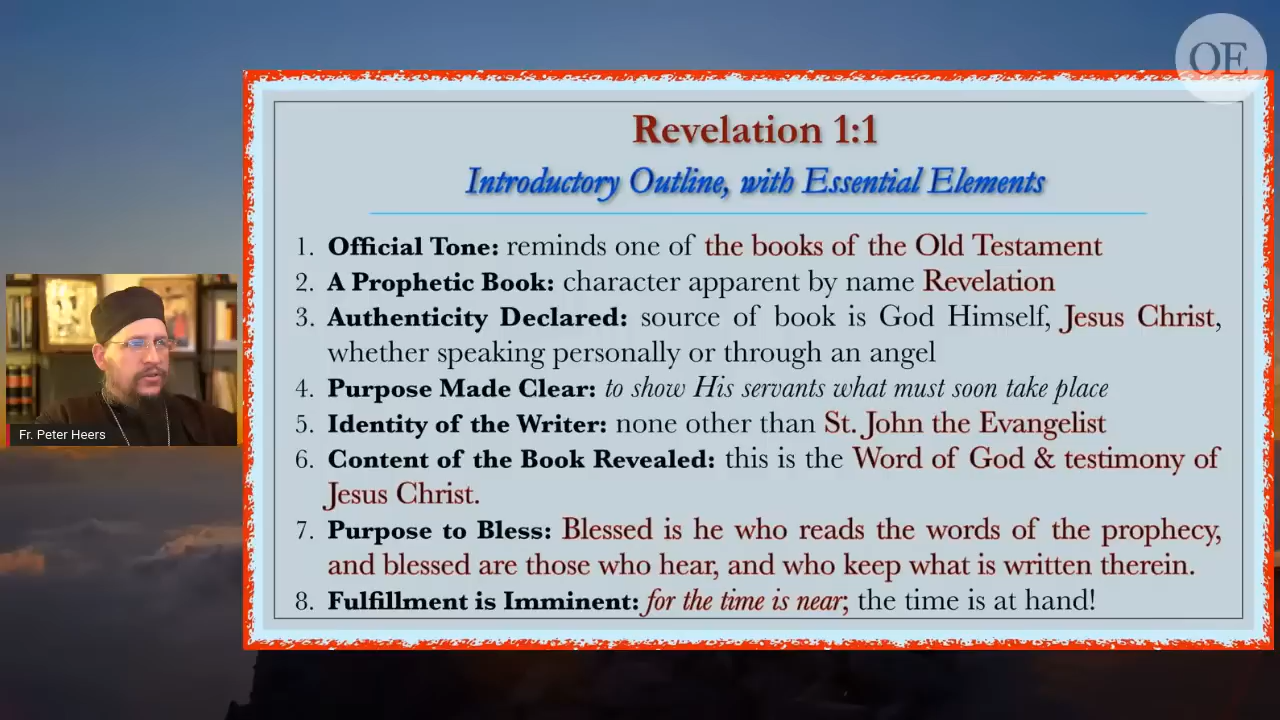 OE
Revelation 1:1
Introductory Outline, with Essential Elements
1. Official Tone: reminds one of the books of the Old Testament
2. A Prophetic Book: character apparent by name Revelation
3. Authenticity Declared: source of book is God Himself, Jesus Christ,
whether speaking personally or through an angel
4. Purpose Made Clear: to show His servants what must soon take place
5. Identity of the Writer: none other than St. John the Evangelist
6. Content of the Book Revealed: this is the Word of God & testimony of
Jesus Christ.
7. Purpose to Bless: Blessed is he who reads the words of the prophecy,
and blessed are those who hear, and who keep what is written therein.
8. Fulfillment is Imminent: for the time is near; the time is at hand!
Fr. Peter Heers